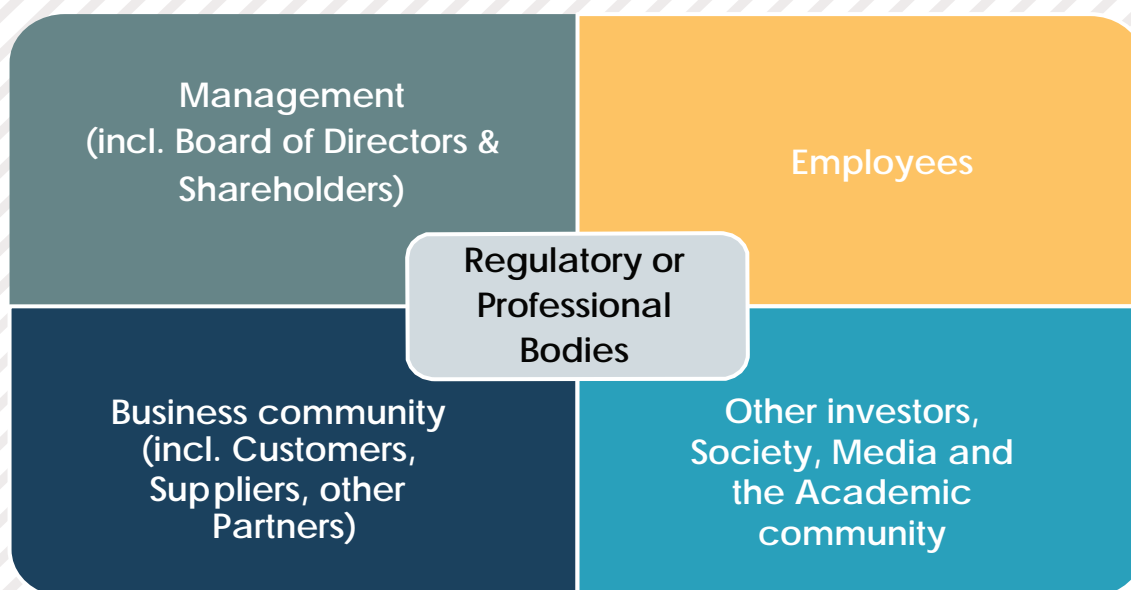 Management
(incl. Board of Directors &
Shareholders)
Employees
Regulatory or
Professional
Bodies
Business community
(incl. Customers,
Suppliers, other
Partners)
Other investors,
Society, Media and
the Academic
community